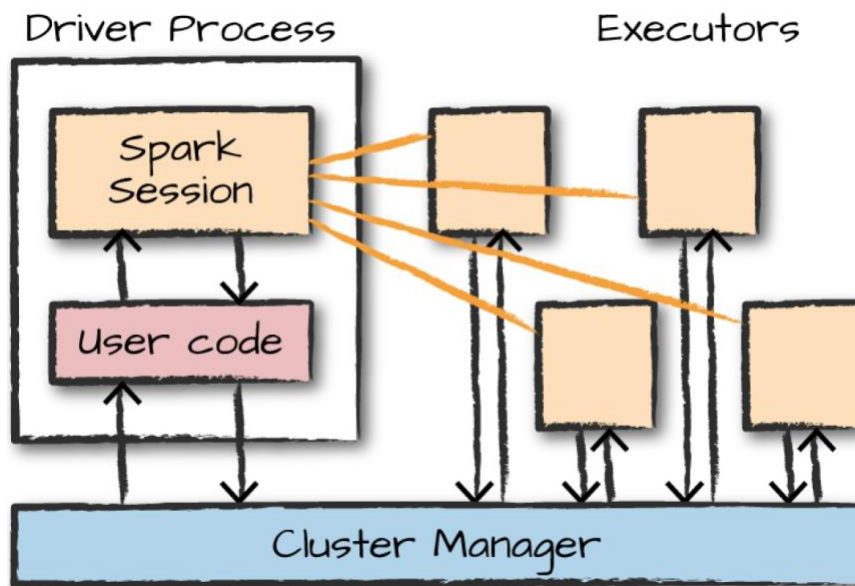 Driver Process
Executors
Spark
Session
User code
Cluster Manager